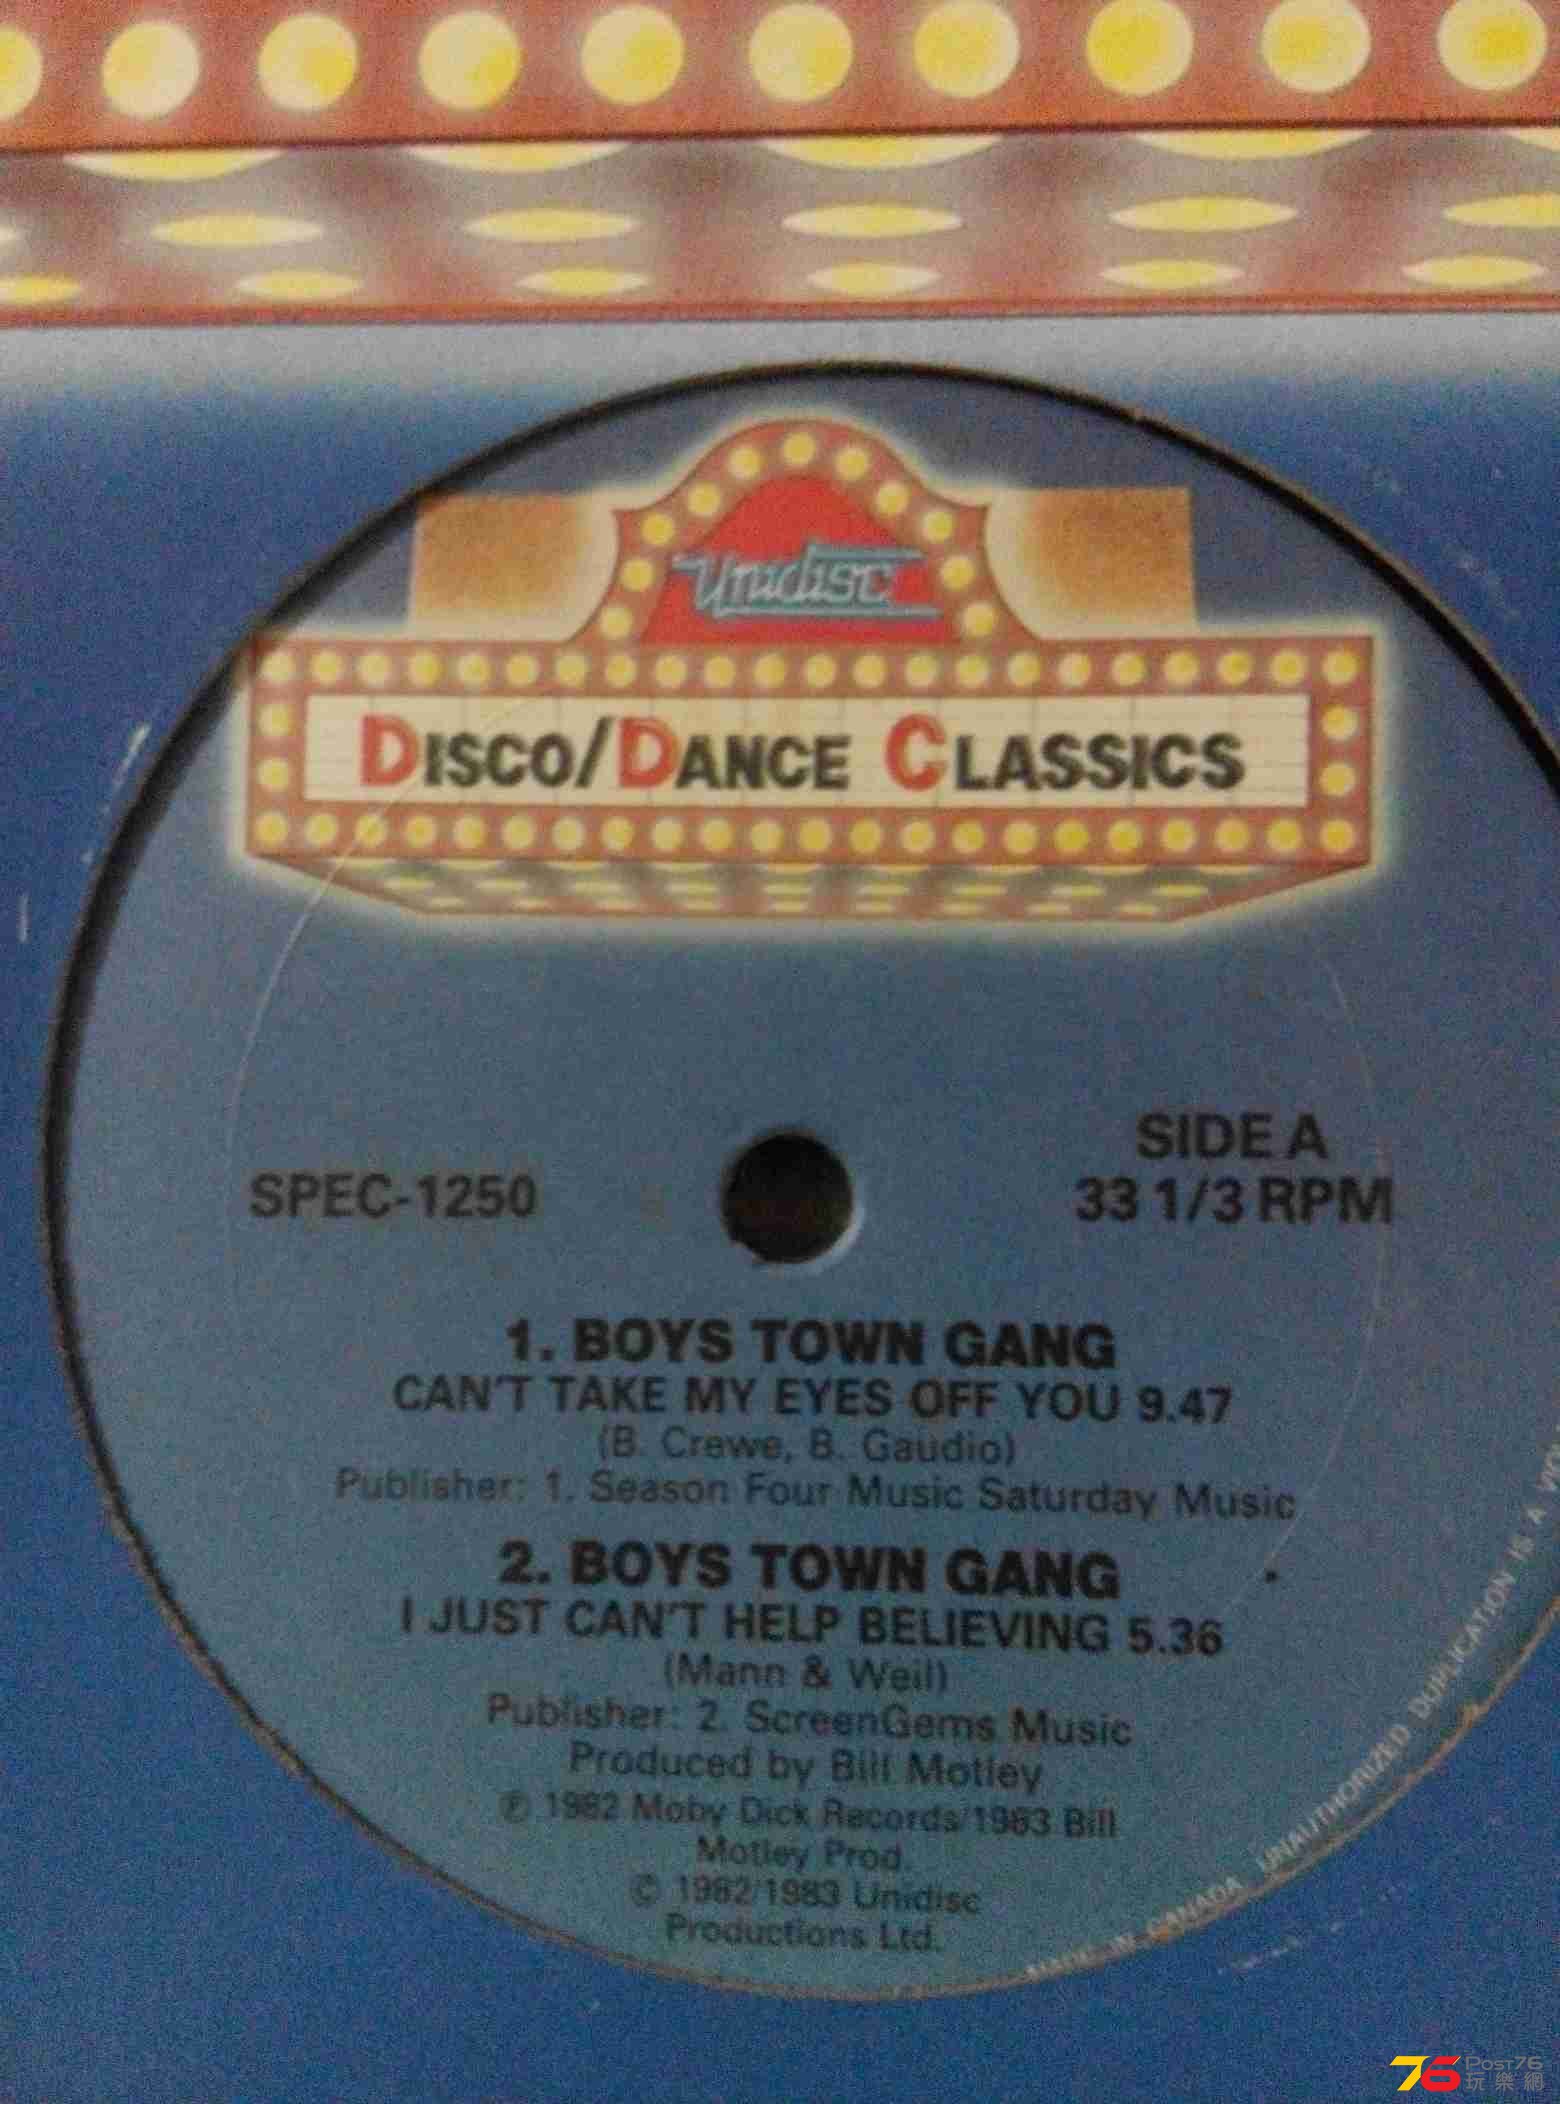 Unidisc
DISCO/DANCE CLASSICS
SIDE A
SPEC-1250
33 1/3 RPM
1. BOYS TOWN GANG
CAN'T TAKE MY EYES OFF YOU 9.47
(B. Crewe, B. Gaudio)
Publisher: 1. Season Four Music Saturday Music
2. BOYS TOWN GANG
I JUST CAN'T HELP BELIEVING 5.36
(Mann & Weil)
Publisher: 2. ScreenGems Music
Produced by Bill Motley
℗ 1982 Moby Dick Records/1983 Bill
Motley Prod.
© 1982/1983 Unidisc
Productions Ltd.
MADE IN CANADA UNAUTHORIZED DUPLICATION IS A
76 POST76
玩樂網